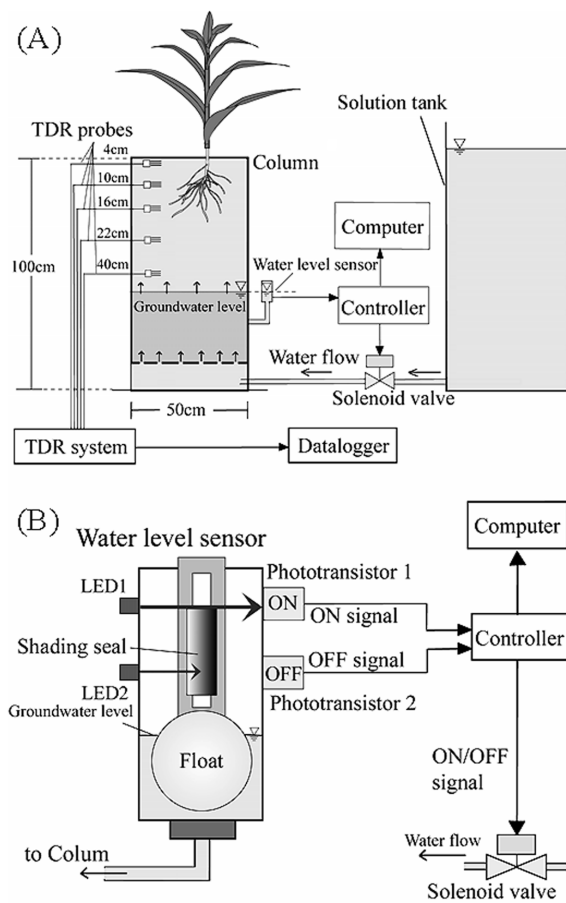 (A)
Solution tank
TDR probes
4cm
Column
10cm
16cm
Computer
22cm
Water level sensor
100cm
40cm
Groundwater level
Controller
Water flow
Solenoid valve
50cm
TDR system
Datalogger
(B)
Computer
Water level sensor
LED1
Phototransistor 1
ON
ON signal
Controller
Shading seal
OFF signal
OFF
LED2
Phototransistor 2
Groundwater level
Float
ON/OFF
signal
to Colum
Water flow
Solenoid valve